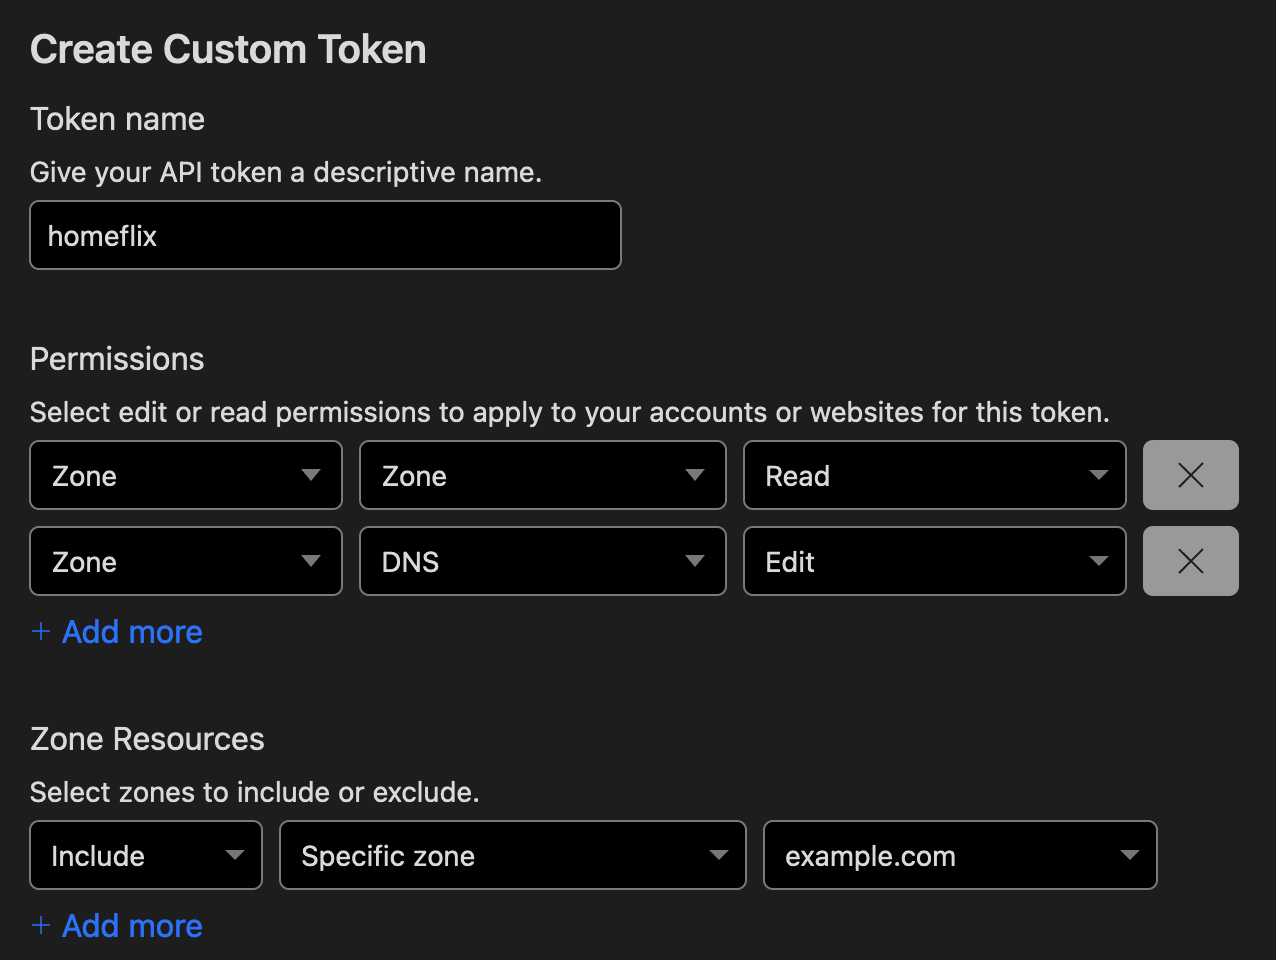 Create Custom Token
Token name
Give your API token a descriptive name.
homeflix
Permissions
Select edit or read permissions to apply to your accounts or websites for this token.
Zone Zone Read
Zone DNS Edit
+ Add more
Zone Resources
Select zones to include or exclude.
Include Specific zone example.com
+ Add more